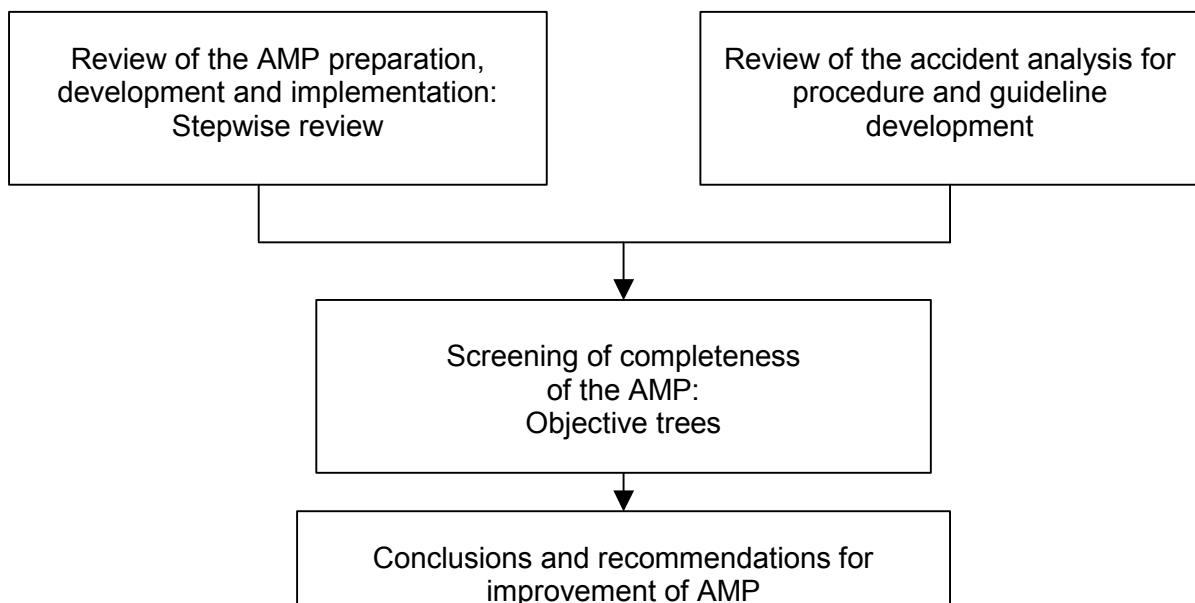 Review of the AMP preparation,
development and implementation:
Stepwise review
Review of the accident analysis for
procedure and guideline
development
Screening of completeness
of the AMP:
Objective trees
Conclusions and recommendations for
improvement of AMP